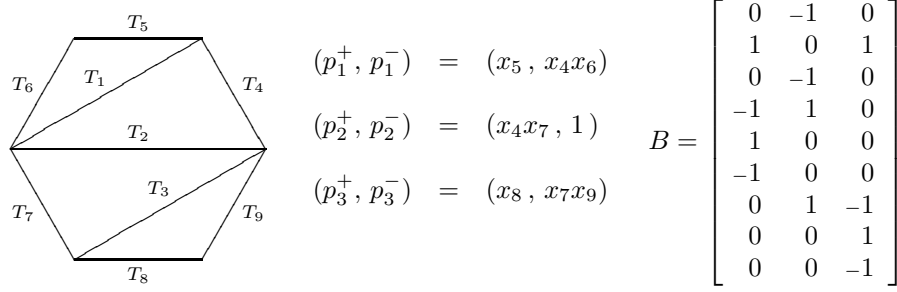 T₅
T₆ T₁ T₄
T₂
T₃
T₇ T₉
T₈
(p₁⁺, p₁⁻) = (x₅, x₄x₆)
(p₂⁺, p₂⁻) = (x₄x₇, 1)
(p₃⁺, p₃⁻) = (x₈, x₇x₉)
B =
0 −1 0
1 0 1
0 −1 0
−1 1 0
1 0 0
−1 0 0
0 1 −1
0 0 1
0 0 −1